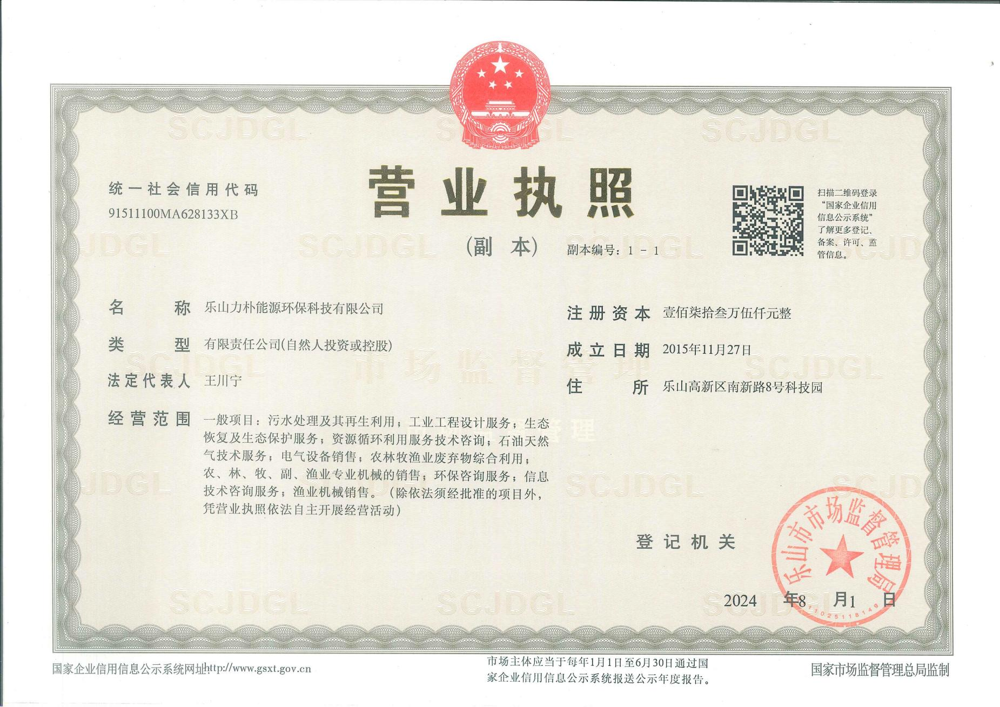 营业执照
(副 本)
副本编号：1 - 1
统一社会信用代码
91511100MA628133XB
扫描二维码登录
“国家企业信用
信息公示系统”
了解更多登记、
备案、许可、监
管信息。
名 称 乐山力朴能源环保科技有限公司
类 型 有限责任公司(自然人投资或控股)
法定代表人 王川宁
经营范围 一般项目：污水处理及其再生利用；工业工程设计服务；生态
恢复及生态保护服务；资源循环利用服务技术咨询；石油天然
气技术服务；电气设备销售；农林牧渔业废弃物综合利用；
农、林、牧、副、渔业专业机械的销售；环保咨询服务；信息
技术咨询服务；渔业机械销售。（除依法须经批准的项目外，
凭营业执照依法自主开展经营活动）
注册资本 壹佰柒拾叁万伍仟元整
成立日期 2015年11月27日
住 所 乐山高新区南新路8号科技园
登记机关
乐山市市场监督管理局
2024 年8 月1 日
国家企业信用信息公示系统网址：http://www.gsxt.gov.cn
市场主体应当于每年1月1日至6月30日通过国
家企业信用信息公示系统报送公示年度报告。
国家市场监督管理总局监制
SCJDGL
市场监督管理